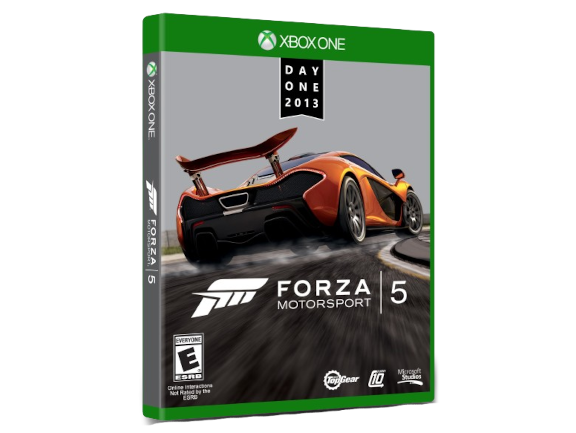 XBOX ONE
DAY
ONE
2013
XBOX ONE
FORZA
MOTORSPORT
5
FORZA
MOTORSPORT
5
EVERYONE
E
ESRB
Online Interactions
Not Rated by the
ESRB
TopGear
10
Microsoft
Studios